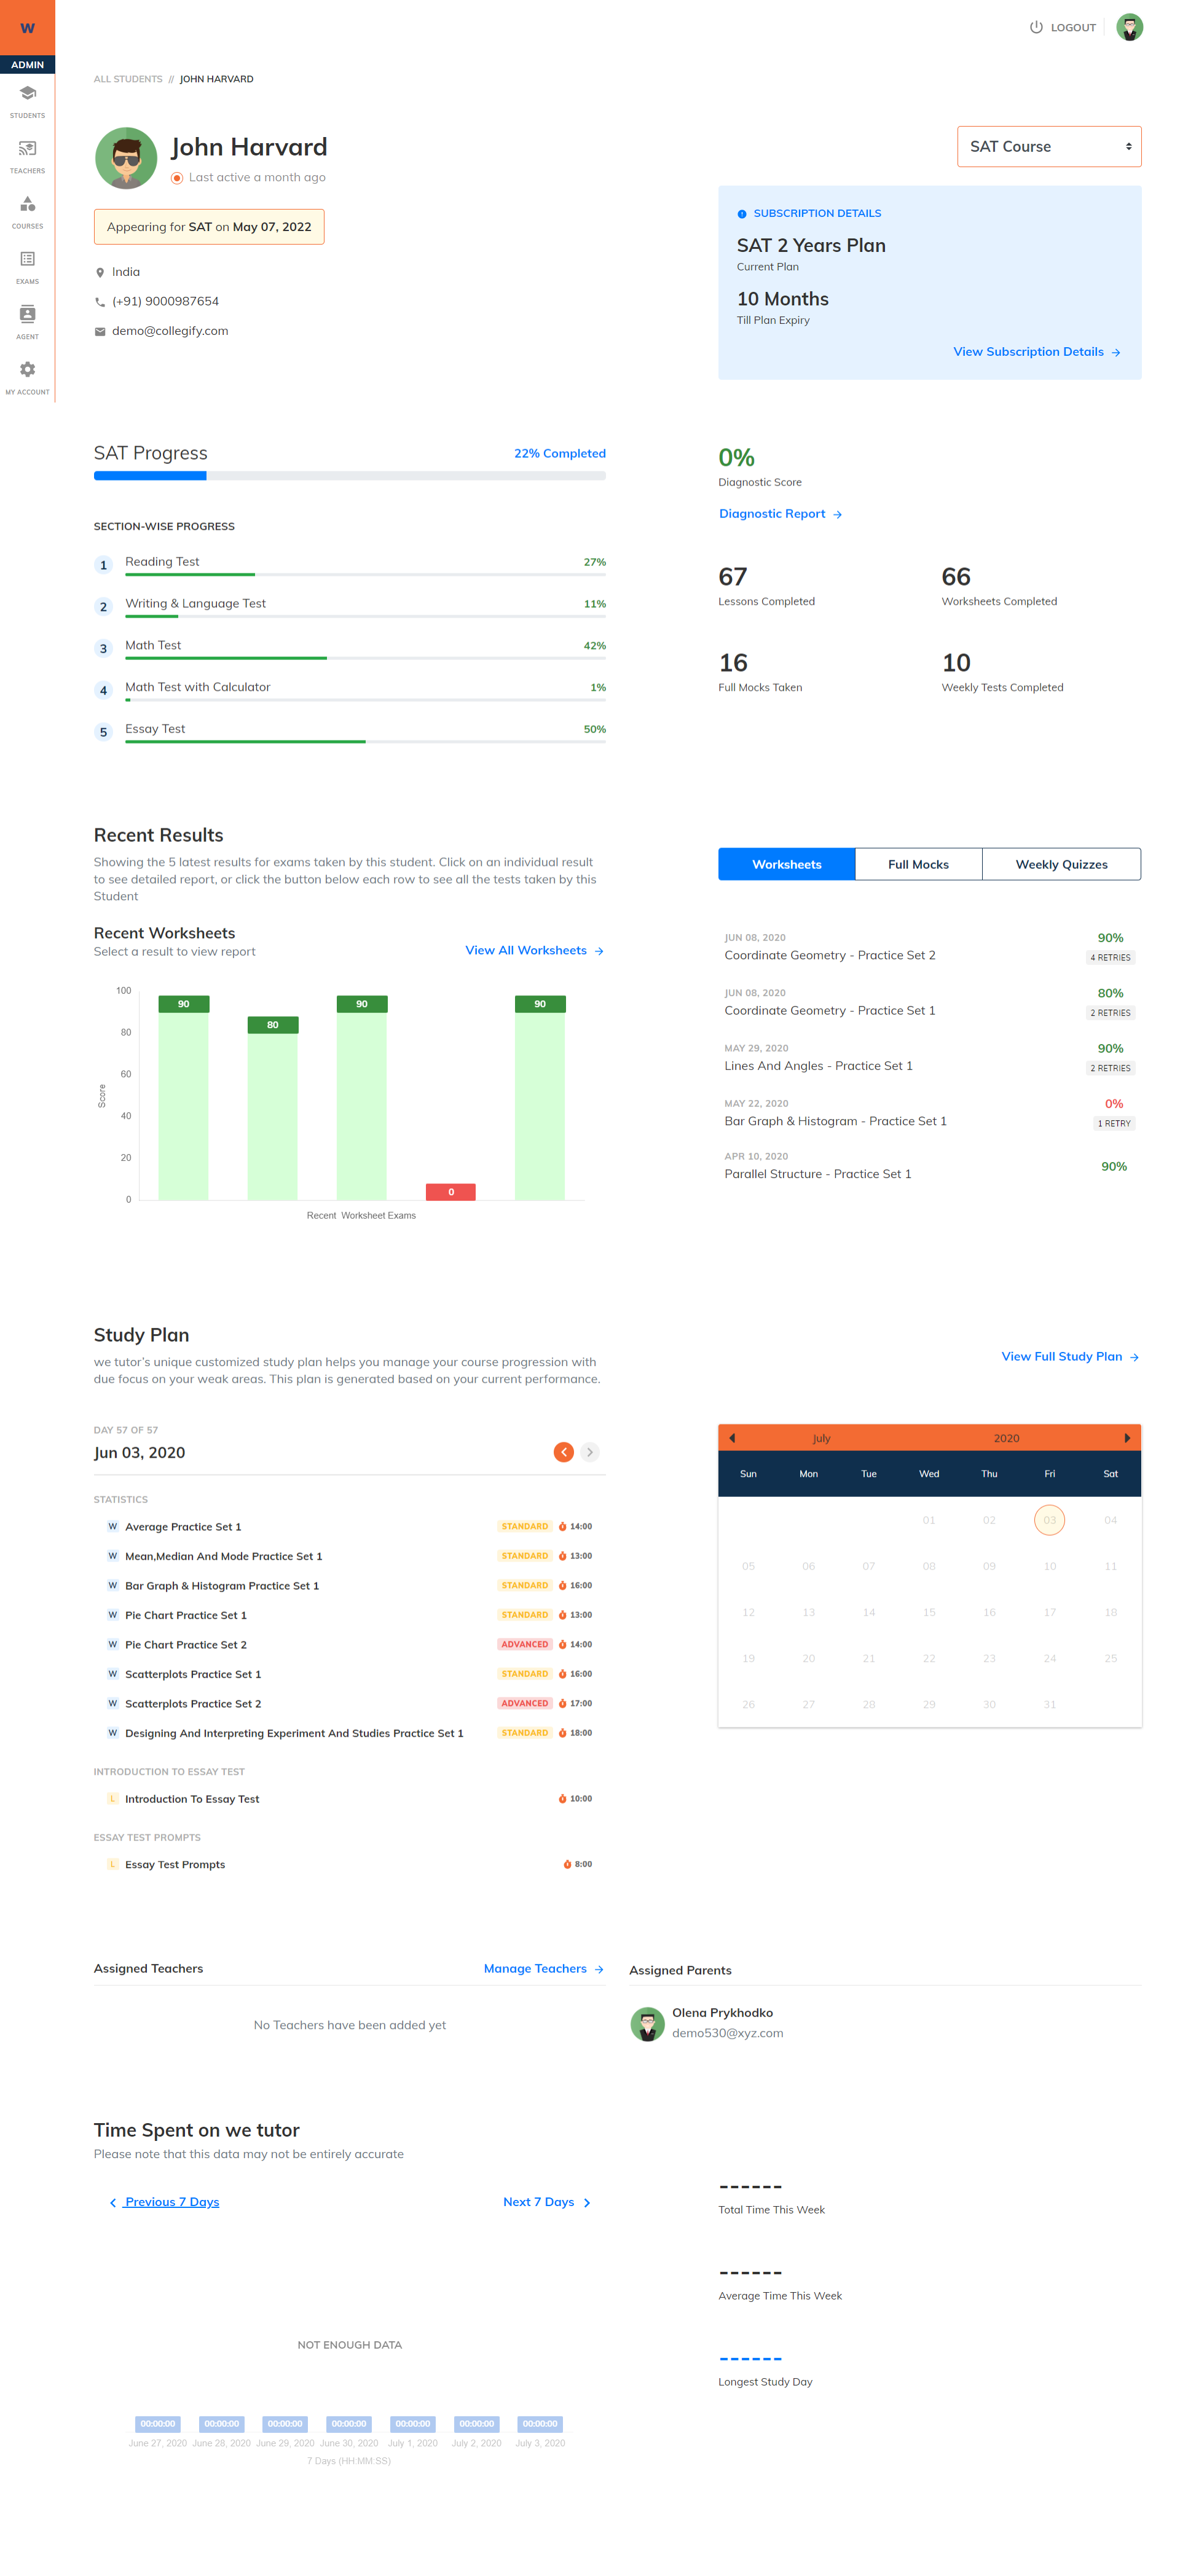 w
LOGOUT
ADMIN
STUDENTS
TEACHERS
COURSES
EXAMS
AGENT
MY ACCOUNT
ALL STUDENTS // JOHN HARVARD
John Harvard
Last active a month ago
Appearing for SAT on May 07, 2022
India
(+91) 9000987654
demo@collegify.com
SAT Course
SUBSCRIPTION DETAILS
SAT 2 Years Plan
Current Plan
10 Months
Till Plan Expiry
View Subscription Details
SAT Progress
22% Completed
SECTION-WISE PROGRESS
1 Reading Test 27%
2 Writing & Language Test 11%
3 Math Test 42%
4 Math Test with Calculator 1%
5 Essay Test 50%
0%
Diagnostic Score
Diagnostic Report
67 66
Lessons Completed Worksheets Completed
16 10
Full Mocks Taken Weekly Tests Completed
Recent Results
Showing the 5 latest results for exams taken by this student. Click on an individual result
to see detailed report, or click the button below each row to see all the tests taken by this
Student
Recent Worksheets
Select a result to view report
View All Worksheets
100
80
60
40
20
0
Score
90 80 90 0 90
Recent Worksheet Exams
Worksheets Full Mocks Weekly Quizzes
JUN 08, 2020 90%
Coordinate Geometry - Practice Set 2 4 RETRIES
JUN 08, 2020 80%
Coordinate Geometry - Practice Set 1 2 RETRIES
MAY 29, 2020 90%
Lines And Angles - Practice Set 1 2 RETRIES
MAY 22, 2020 0%
Bar Graph & Histogram - Practice Set 1 1 RETRY
APR 10, 2020 90%
Parallel Structure - Practice Set 1
Study Plan
we tutor's unique customized study plan helps you manage your course progression with
due focus on your weak areas. This plan is generated based on your current performance.
View Full Study Plan
DAY 57 OF 57
Jun 03, 2020
STATISTICS
W Average Practice Set 1 STANDARD 14:00
W Mean,Median And Mode Practice Set 1 STANDARD 13:00
W Bar Graph & Histogram Practice Set 1 STANDARD 16:00
W Pie Chart Practice Set 1 STANDARD 13:00
W Pie Chart Practice Set 2 ADVANCED 14:00
W Scatterplots Practice Set 1 STANDARD 16:00
W Scatterplots Practice Set 2 ADVANCED 17:00
W Designing And Interpreting Experiment And Studies Practice Set 1 STANDARD 18:00
INTRODUCTION TO ESSAY TEST
L Introduction To Essay Test 10:00
ESSAY TEST PROMPTS
L Essay Test Prompts 8:00
July 2020
Sun Mon Tue Wed Thu Fri Sat
01 02 03 04
05 06 07 08 09 10 11
12 13 14 15 16 17 18
19 20 21 22 23 24 25
26 27 28 29 30 31
Assigned Teachers
Manage Teachers
No Teachers have been added yet
Assigned Parents
Olena Prykhodko
demo530@xyz.com
Time Spent on we tutor
Please note that this data may not be entirely accurate
Previous 7 Days
Next 7 Days
NOT ENOUGH DATA
00:00:00 00:00:00 00:00:00 00:00:00 00:00:00 00:00:00 00:00:00
June 27, 2020 June 28, 2020 June 29, 2020 June 30, 2020 July 1, 2020 July 2, 2020 July 3, 2020
7 Days (HH:MM:SS)
------
Total Time This Week
------
Average Time This Week
------
Longest Study Day